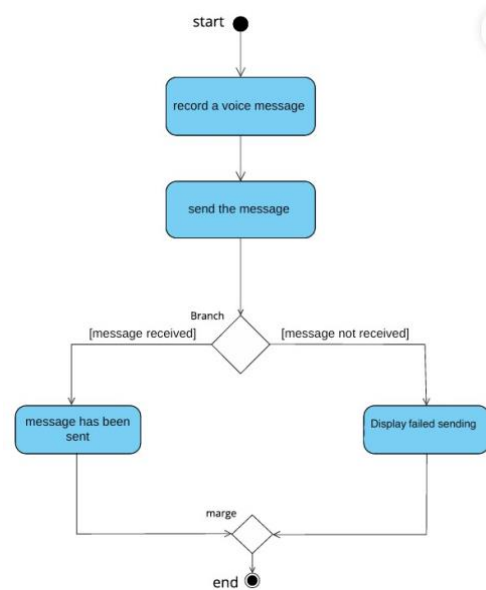 start
record a voice message
send the message
Branch
[message received]
[message not received]
message has been
sent
Display failed sending
marge
end